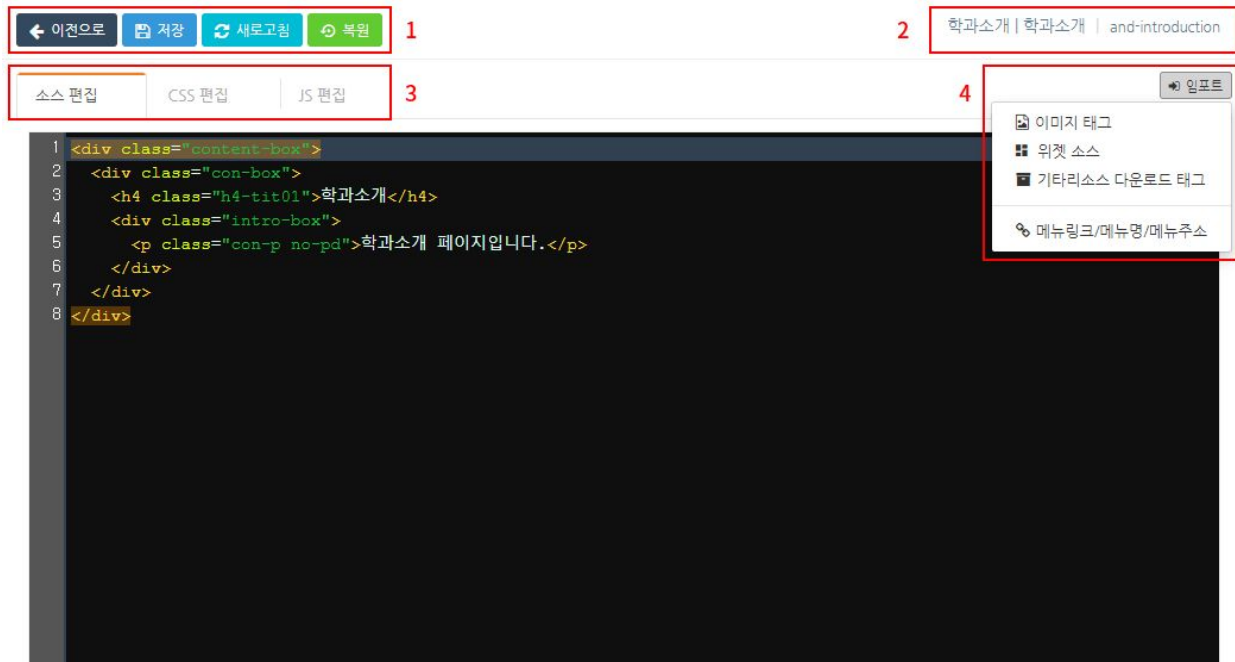 이전으로 저장 새로고침 복원 1
2 학과소개 | 학과소개 | and-introduction
소스 편집 CSS 편집 JS 편집 3
4 임포트
이미지 태그
위젯 소스
기타리소스 다운로드 태그
메뉴링크/메뉴명/메뉴주소
1 <div class="content-box">
2 <div class="con-box">
3 <h4 class="h4-tit01">학과소개</h4>
4 <div class="intro-box">
5 <p class="con-p no-pd">학과소개 페이지입니다.</p>
6 </div>
7 </div>
8 </div>